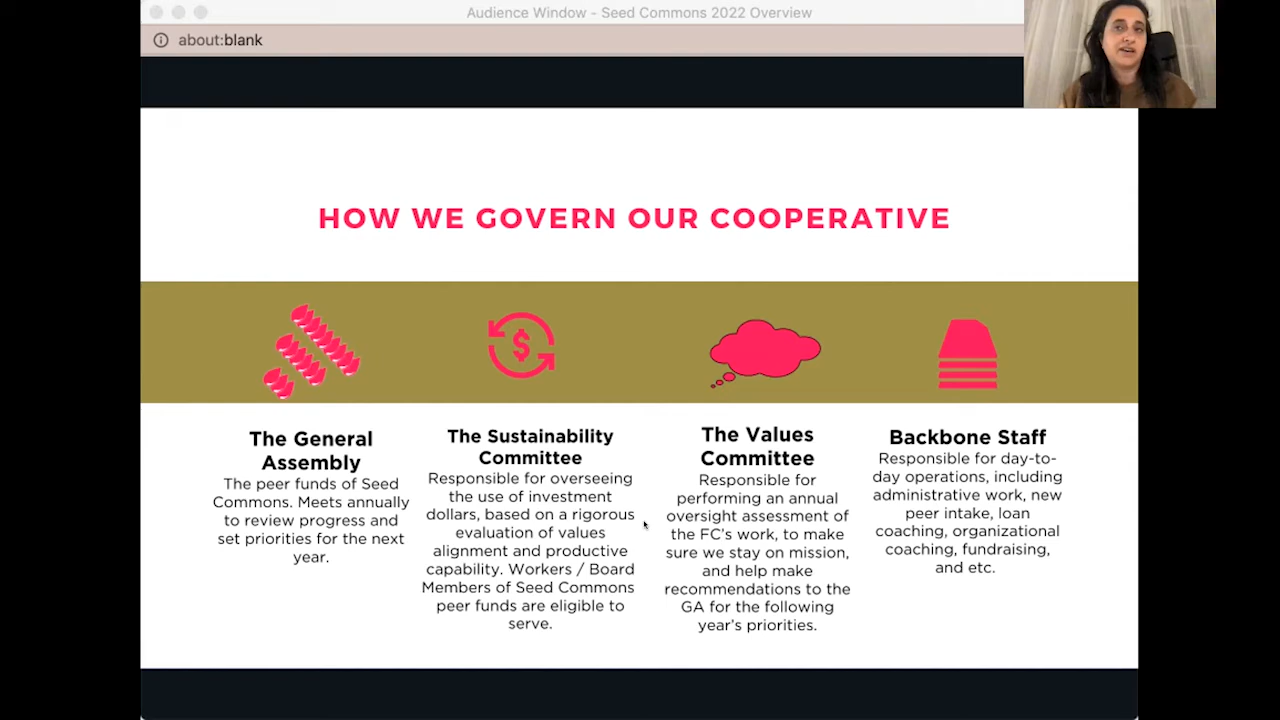 Audience Window - Seed Commons 2022 Overview
about:blank
HOW WE GOVERN OUR COOPERATIVE
The General
Assembly
The peer funds of Seed
Commons. Meets annually
to review progress and
set priorities for the next
year.
The Sustainability
Committee
Responsible for overseeing
the use of investment
dollars, based on a rigorous
evaluation of values
alignment and productive
capability. Workers / Board
Members of Seed Commons
peer funds are eligible to
serve.
The Values
Committee
Responsible for
performing an annual
oversight assessment of
the FC's work, to make
sure we stay on mission,
and help make
recommendations to the
GA for the following
year's priorities.
Backbone Staff
Responsible for day-to-
day operations, including
administrative work, new
peer intake, loan
coaching, organizational
coaching, fundraising,
and etc.